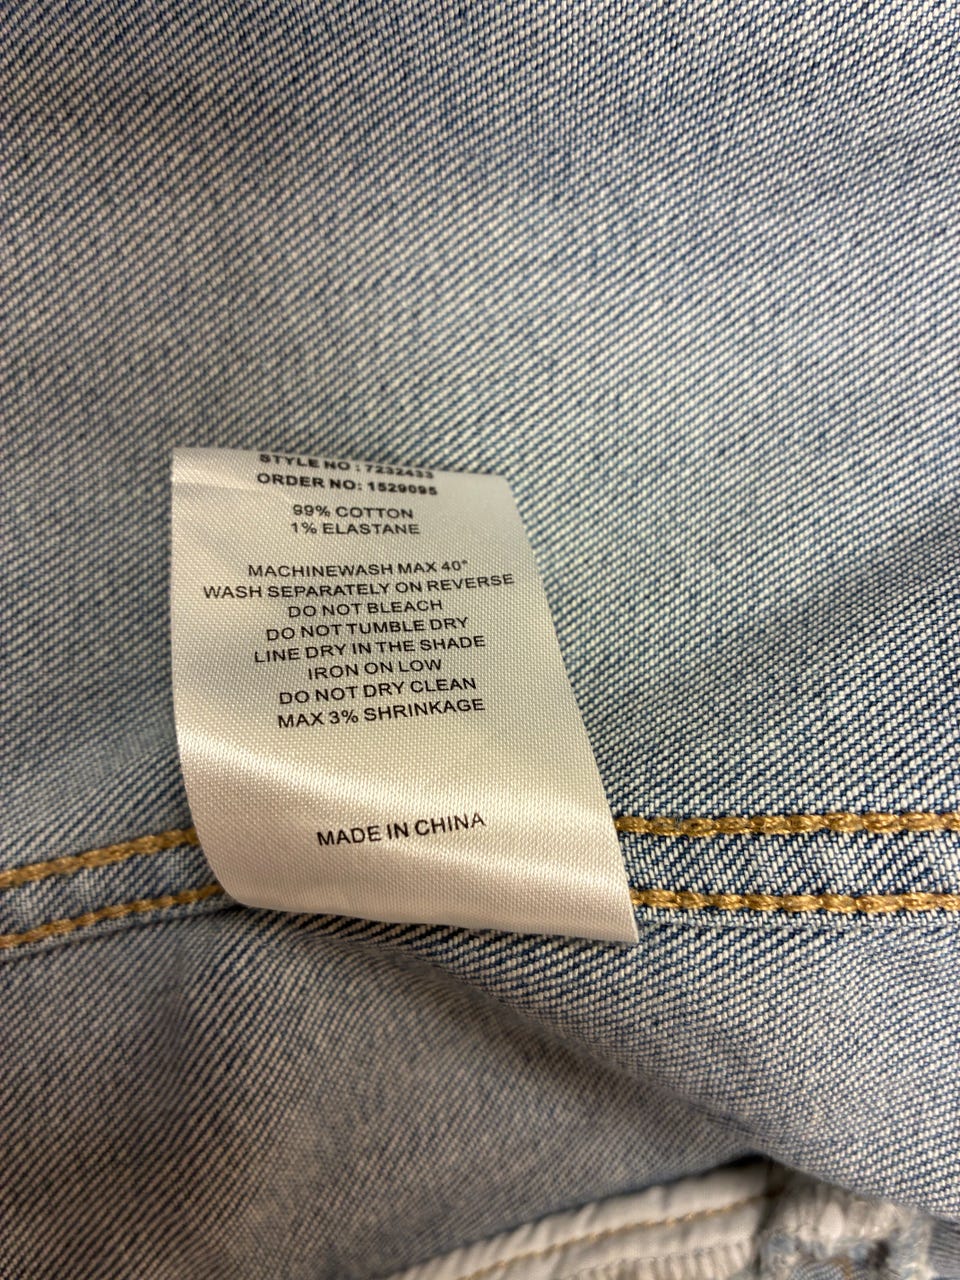 STYLE NO : 7232433
ORDER NO: 1529095
99% COTTON
1% ELASTANE
MACHINEWASH MAX 40°
WASH SEPARATELY ON REVERSE
DO NOT BLEACH
DO NOT TUMBLE DRY
LINE DRY IN THE SHADE
IRON ON LOW
DO NOT DRY CLEAN
MAX 3% SHRINKAGE
MADE IN CHINA